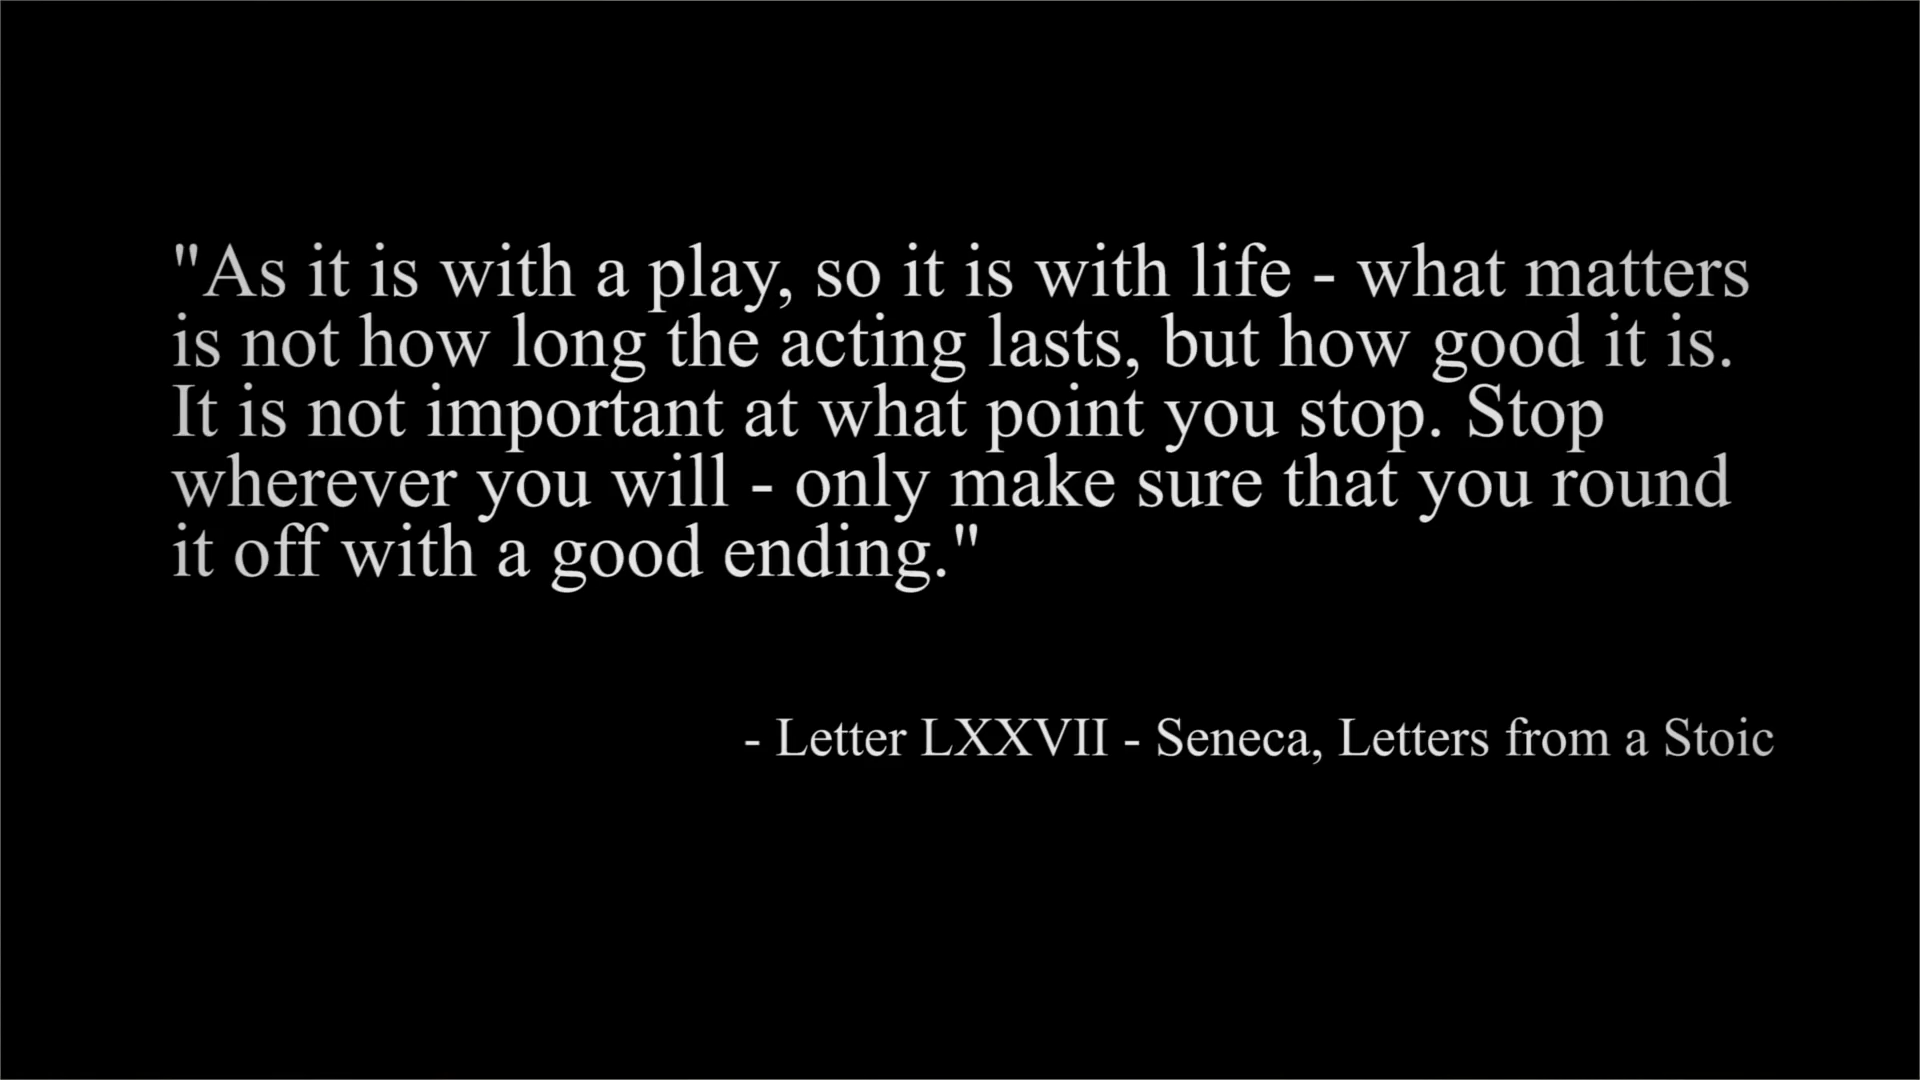 "As it is with a play, so it is with life - what matters
is not how long the acting lasts, but how good it is.
It is not important at what point you stop. Stop
wherever you will - only make sure that you round
it off with a good ending."
- Letter LXXVII - Seneca, Letters from a Stoic